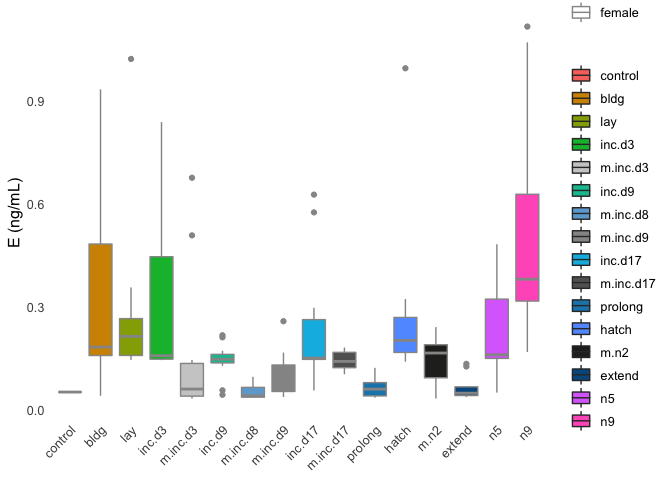 female
control
bldg
lay
inc.d3
m.inc.d3
inc.d9
m.inc.d8
m.inc.d9
inc.d17
m.inc.d17
prolong
hatch
m.n2
extend
n5
n9
E (ng/mL)
0.9
0.6
0.3
0.0
control
bldg
lay
inc.d3
m.inc.d3
inc.d9
m.inc.d8
m.inc.d9
inc.d17
m.inc.d17
prolong
hatch
m.n2
extend
n5
n9